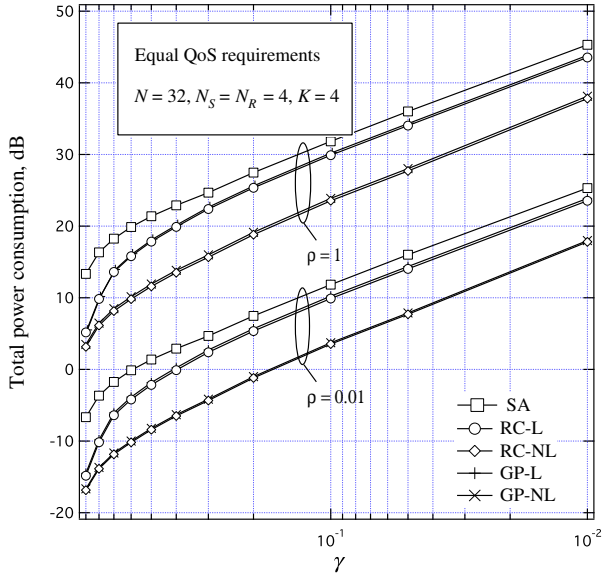 50
40
30
20
10
0
-10
-20
Total power consumption, dB
Equal QoS requirements
N = 32, N_S = N_R = 4, K = 4
ρ = 1
ρ = 0.01
SA
RC-L
RC-NL
GP-L
GP-NL
10^-1
10^-2
γ